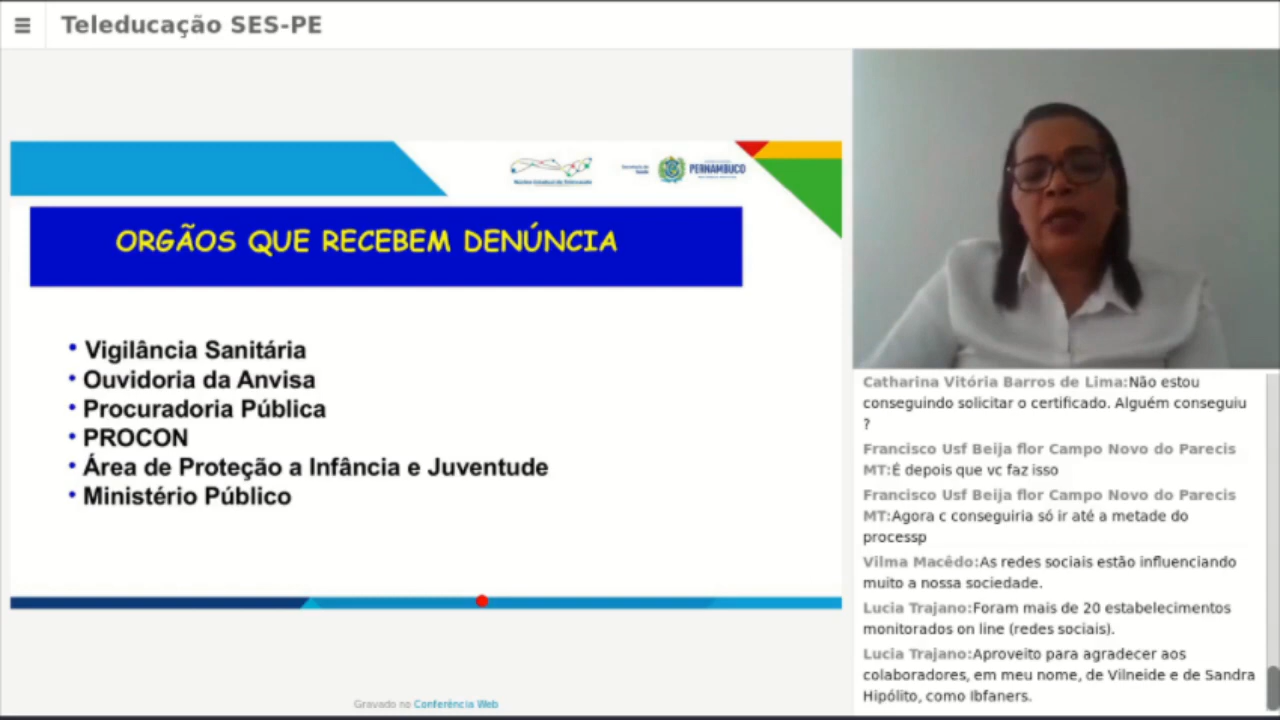 Teleducação SES-PE
PERNAMBUCO
ORGÃOS QUE RECEBEM DENÚNCIA
• Vigilância Sanitária
• Ouvidoria da Anvisa
• Procuradoria Pública
• PROCON
• Área de Proteção a Infância e Juventude
• Ministério Público
Gravado no Conferência Web
Catharina Vitória Barros de Lima:Não estou
conseguindo solicitar o certificado. Alguém conseguiu
?
Francisco Usf Beija flor Campo Novo do Parecis
MT:É depois que vc faz isso
Francisco Usf Beija flor Campo Novo do Parecis
MT:Agora c conseguiria só ir até a metade do
processp
Vilma Macêdo:As redes sociais estão influenciando
muito a nossa sociedade.
Lucia Trajano:Foram mais de 20 estabelecimentos
monitorados on line (redes sociais).
Lucia Trajano:Aproveito para agradecer aos
colaboradores, em meu nome, de Vilneide e de Sandra
Hipólito, como Ibfaners.